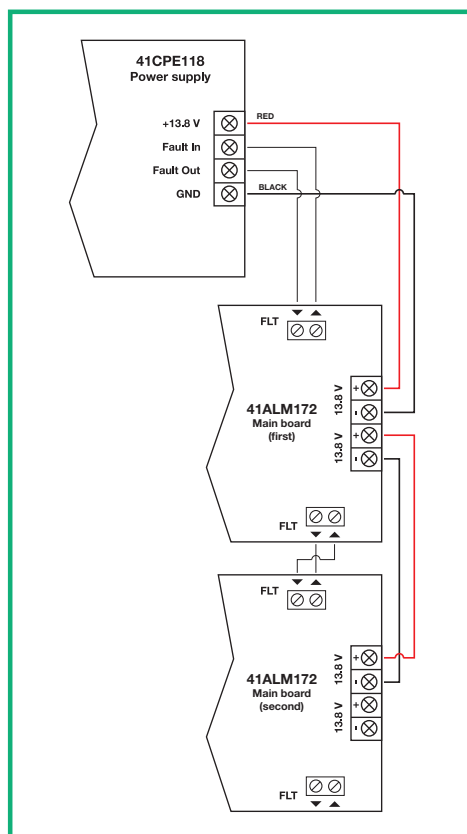 41CPE118
Power supply
+13.8 V
RED
Fault In
Fault Out
GND
BLACK
FLT
41ALM172
Main board
(first)
+
-
+
-
13.8 V
13.8 V
FLT
FLT
41ALM172
Main board
(second)
+
-
+
-
13.8 V
13.8 V
FLT